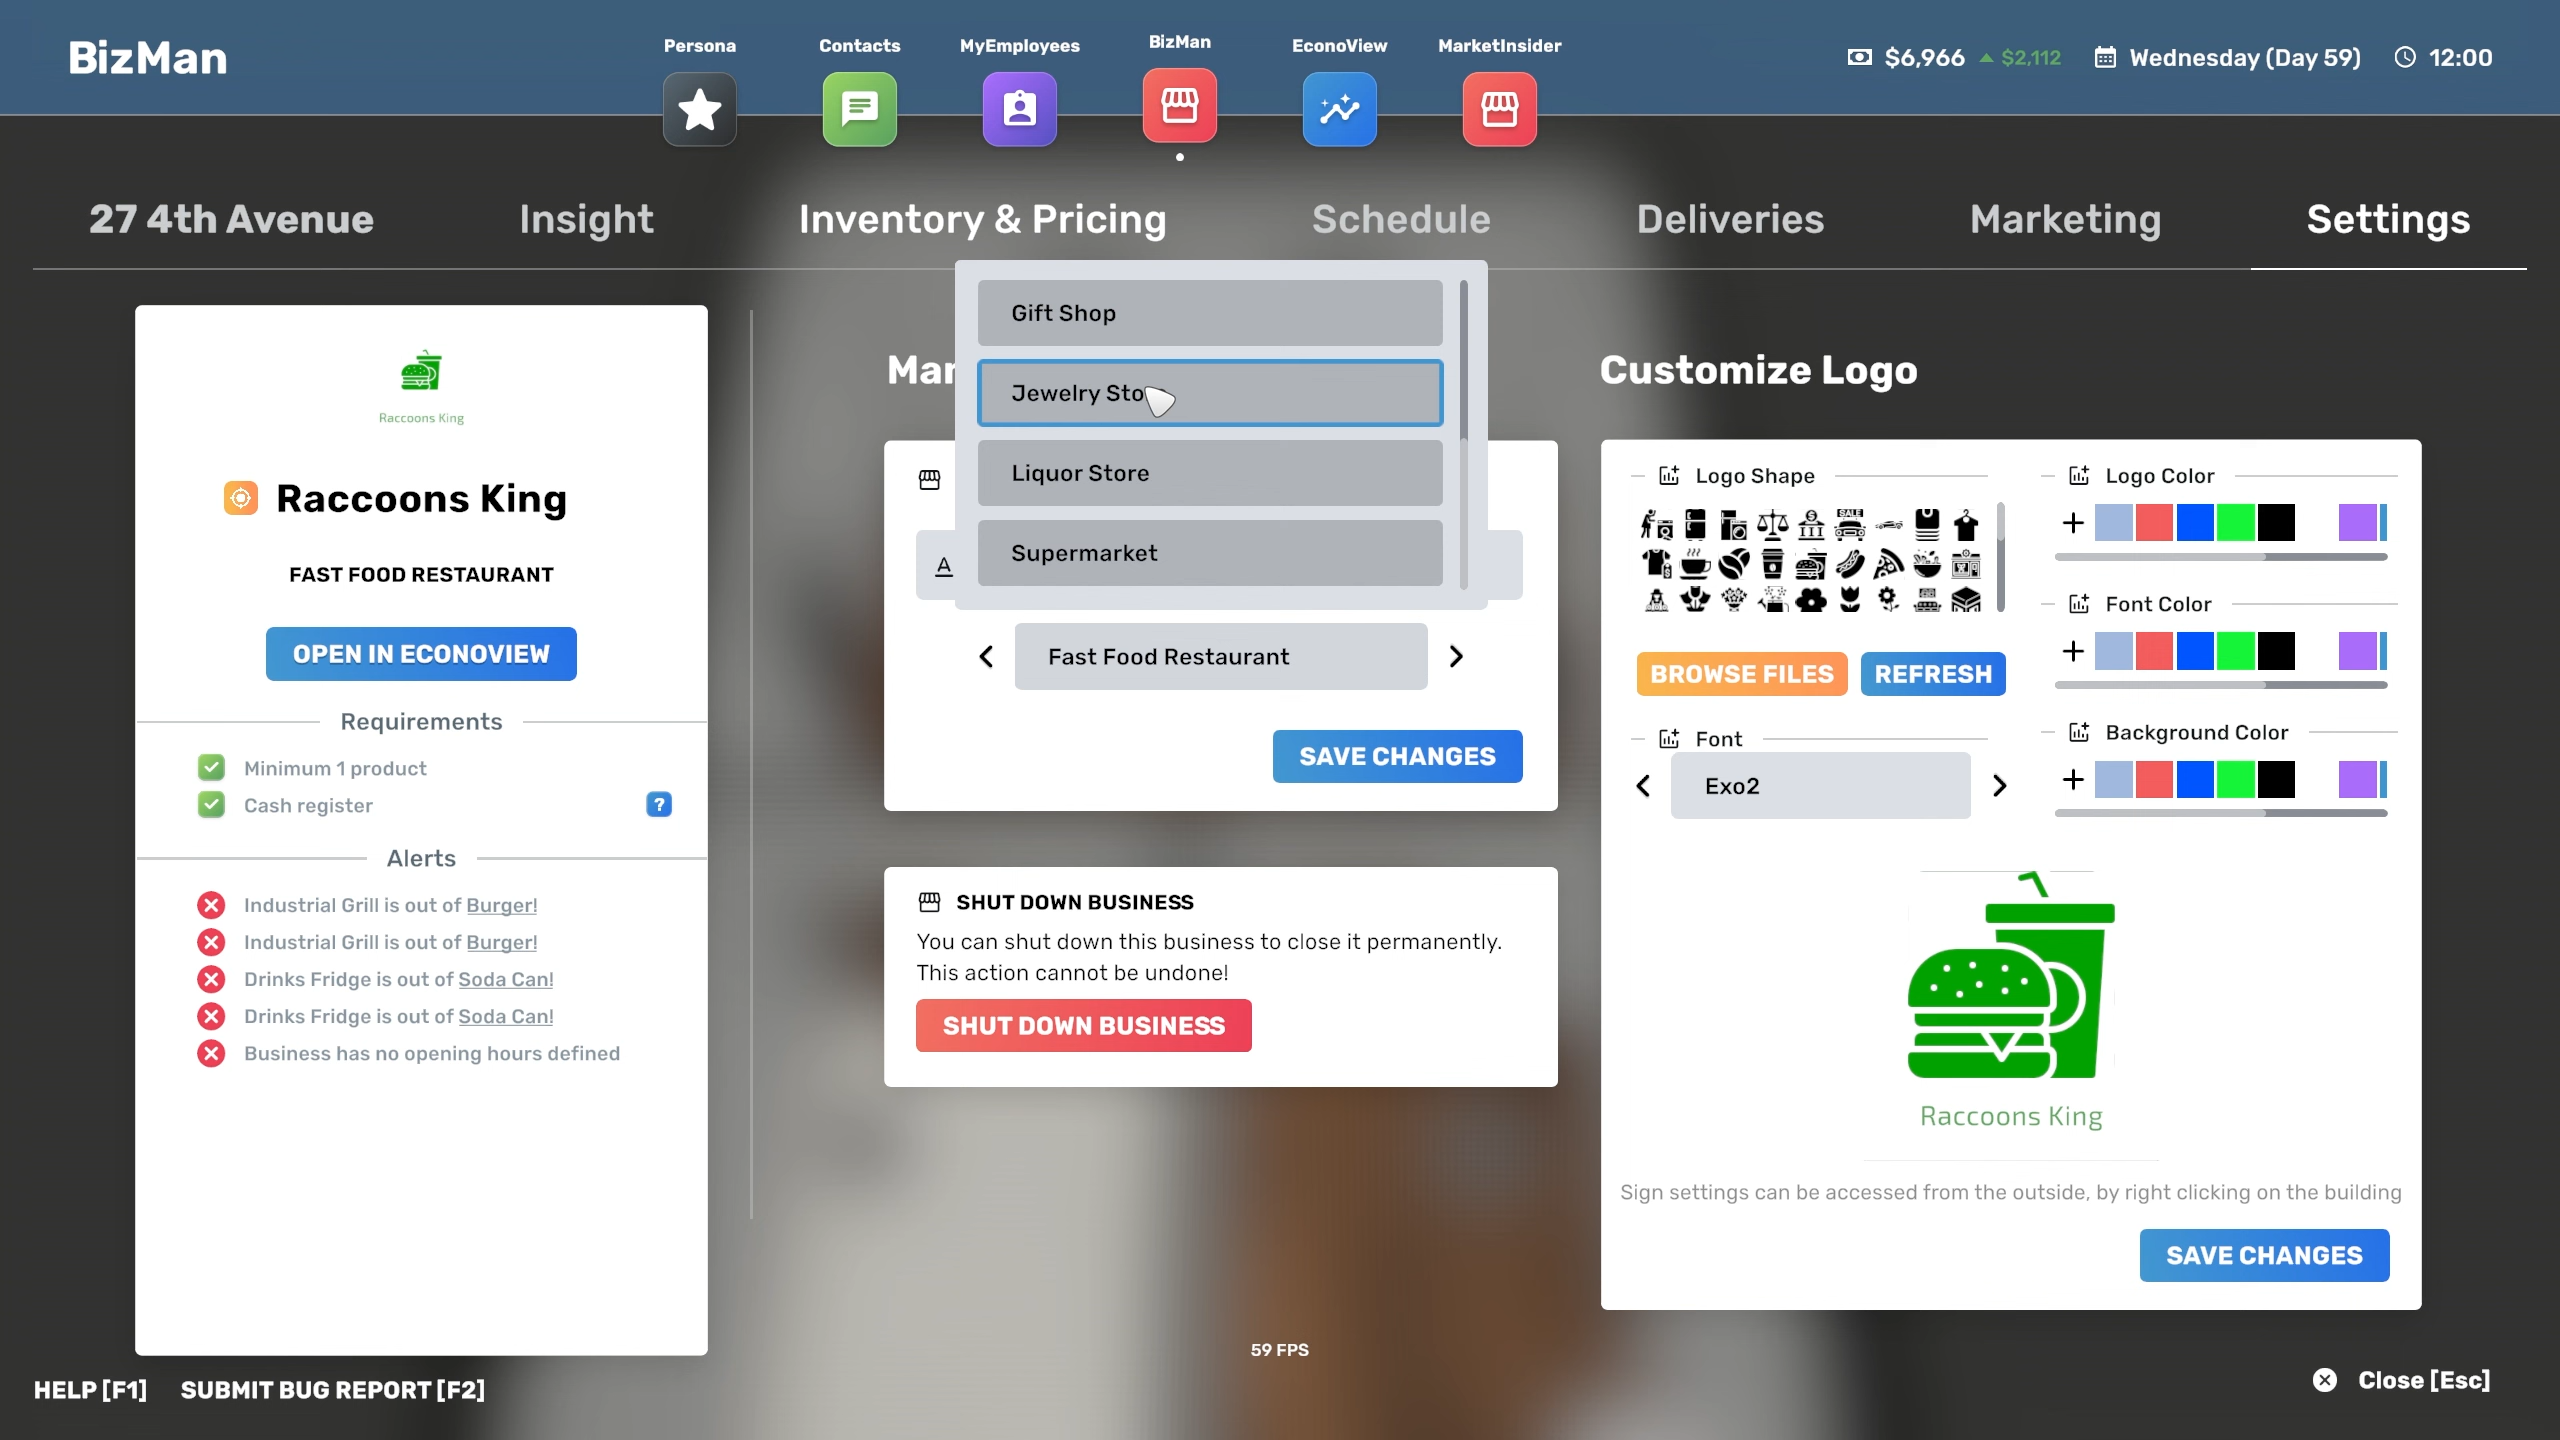 BizMan
Persona
Contacts
MyEmployees
BizMan
EconoView
MarketInsider
$6,966
$2,112
Wednesday (Day 59)
12:00
27 4th Avenue
Insight
Inventory & Pricing
Schedule
Deliveries
Marketing
Settings
Raccoons King
Raccoons King
FAST FOOD RESTAURANT
OPEN IN ECONOVIEW
Requirements
Minimum 1 product
Cash register
?
Alerts
Industrial Grill is out of Burger!
Industrial Grill is out of Burger!
Drinks Fridge is out of Soda Can!
Drinks Fridge is out of Soda Can!
Business has no opening hours defined
Gift Shop
Jewelry Sto
Liquor Store
Supermarket
Fast Food Restaurant
SAVE CHANGES
SHUT DOWN BUSINESS
You can shut down this business to close it permanently.
This action cannot be undone!
SHUT DOWN BUSINESS
Customize Logo
Logo Shape
SALE
BROWSE FILES
REFRESH
Font
Exo2
Logo Color
Font Color
Background Color
Raccoons King
Sign settings can be accessed from the outside, by right clicking on the building
SAVE CHANGES
59 FPS
HELP [F1]
SUBMIT BUG REPORT [F2]
Close [Esc]